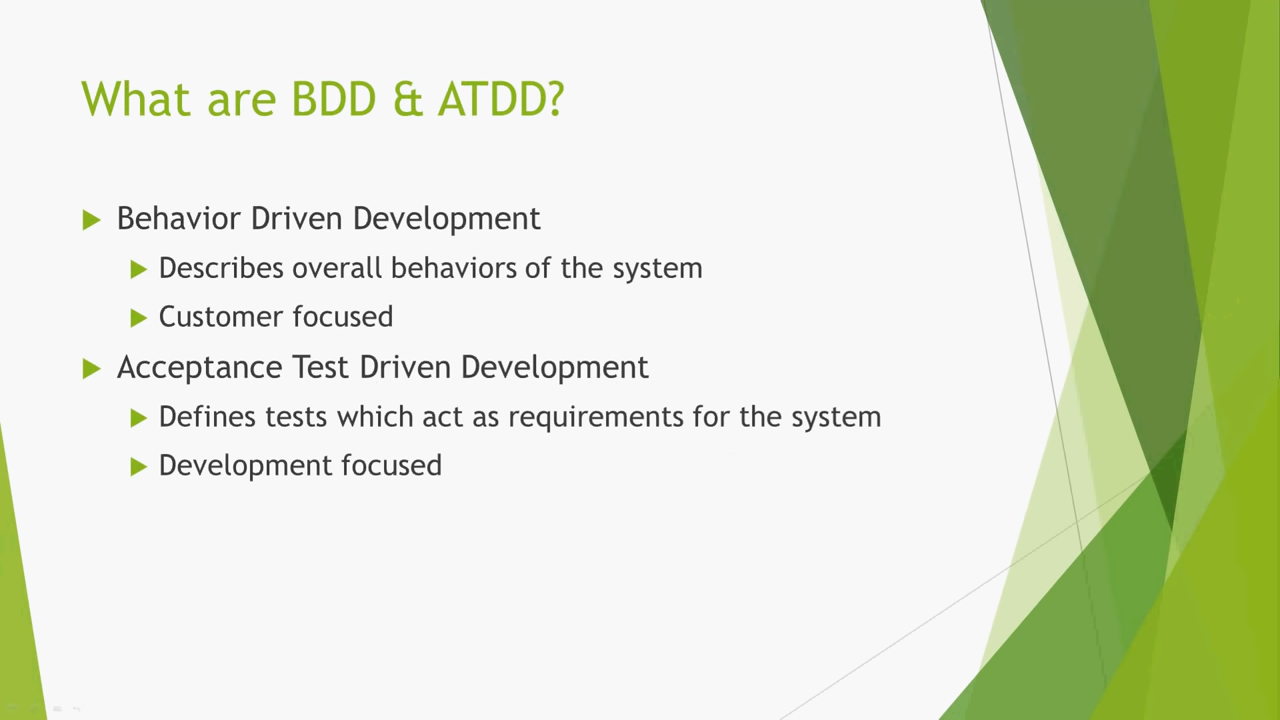 What are BDD & ATDD?
Behavior Driven Development
Describes overall behaviors of the system
Customer focused
Acceptance Test Driven Development
Defines tests which act as requirements for the system
Development focused